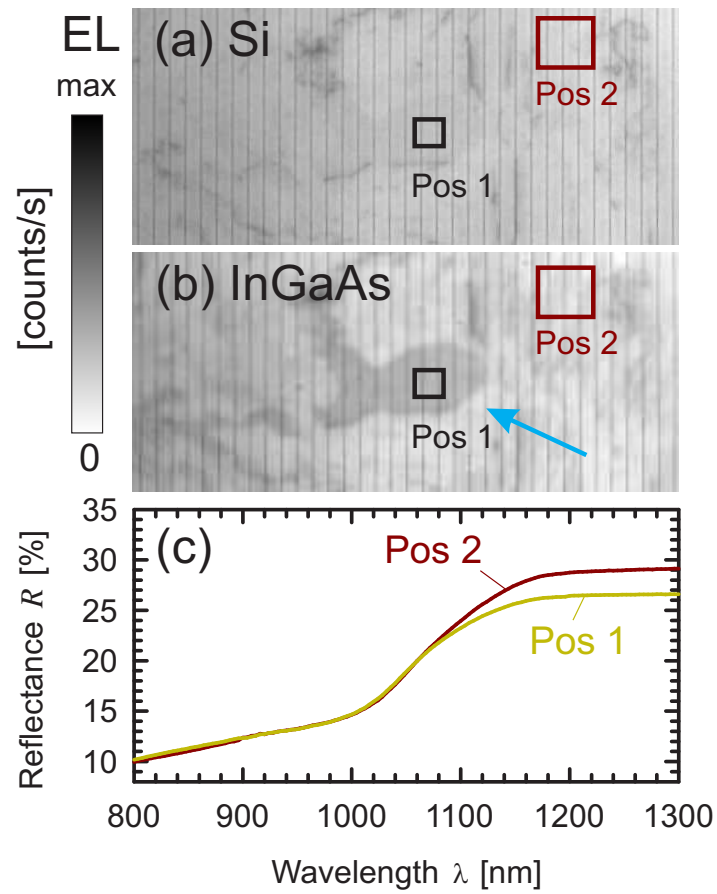 EL
max
[counts/s]
0
(a) Si
Pos 2
Pos 1
(b) InGaAs
Pos 2
Pos 1
(c)
Pos 2
Pos 1
Reflectance R [%]
35
30
25
20
15
10
800 900 1000 1100 1200 1300
Wavelength λ [nm]